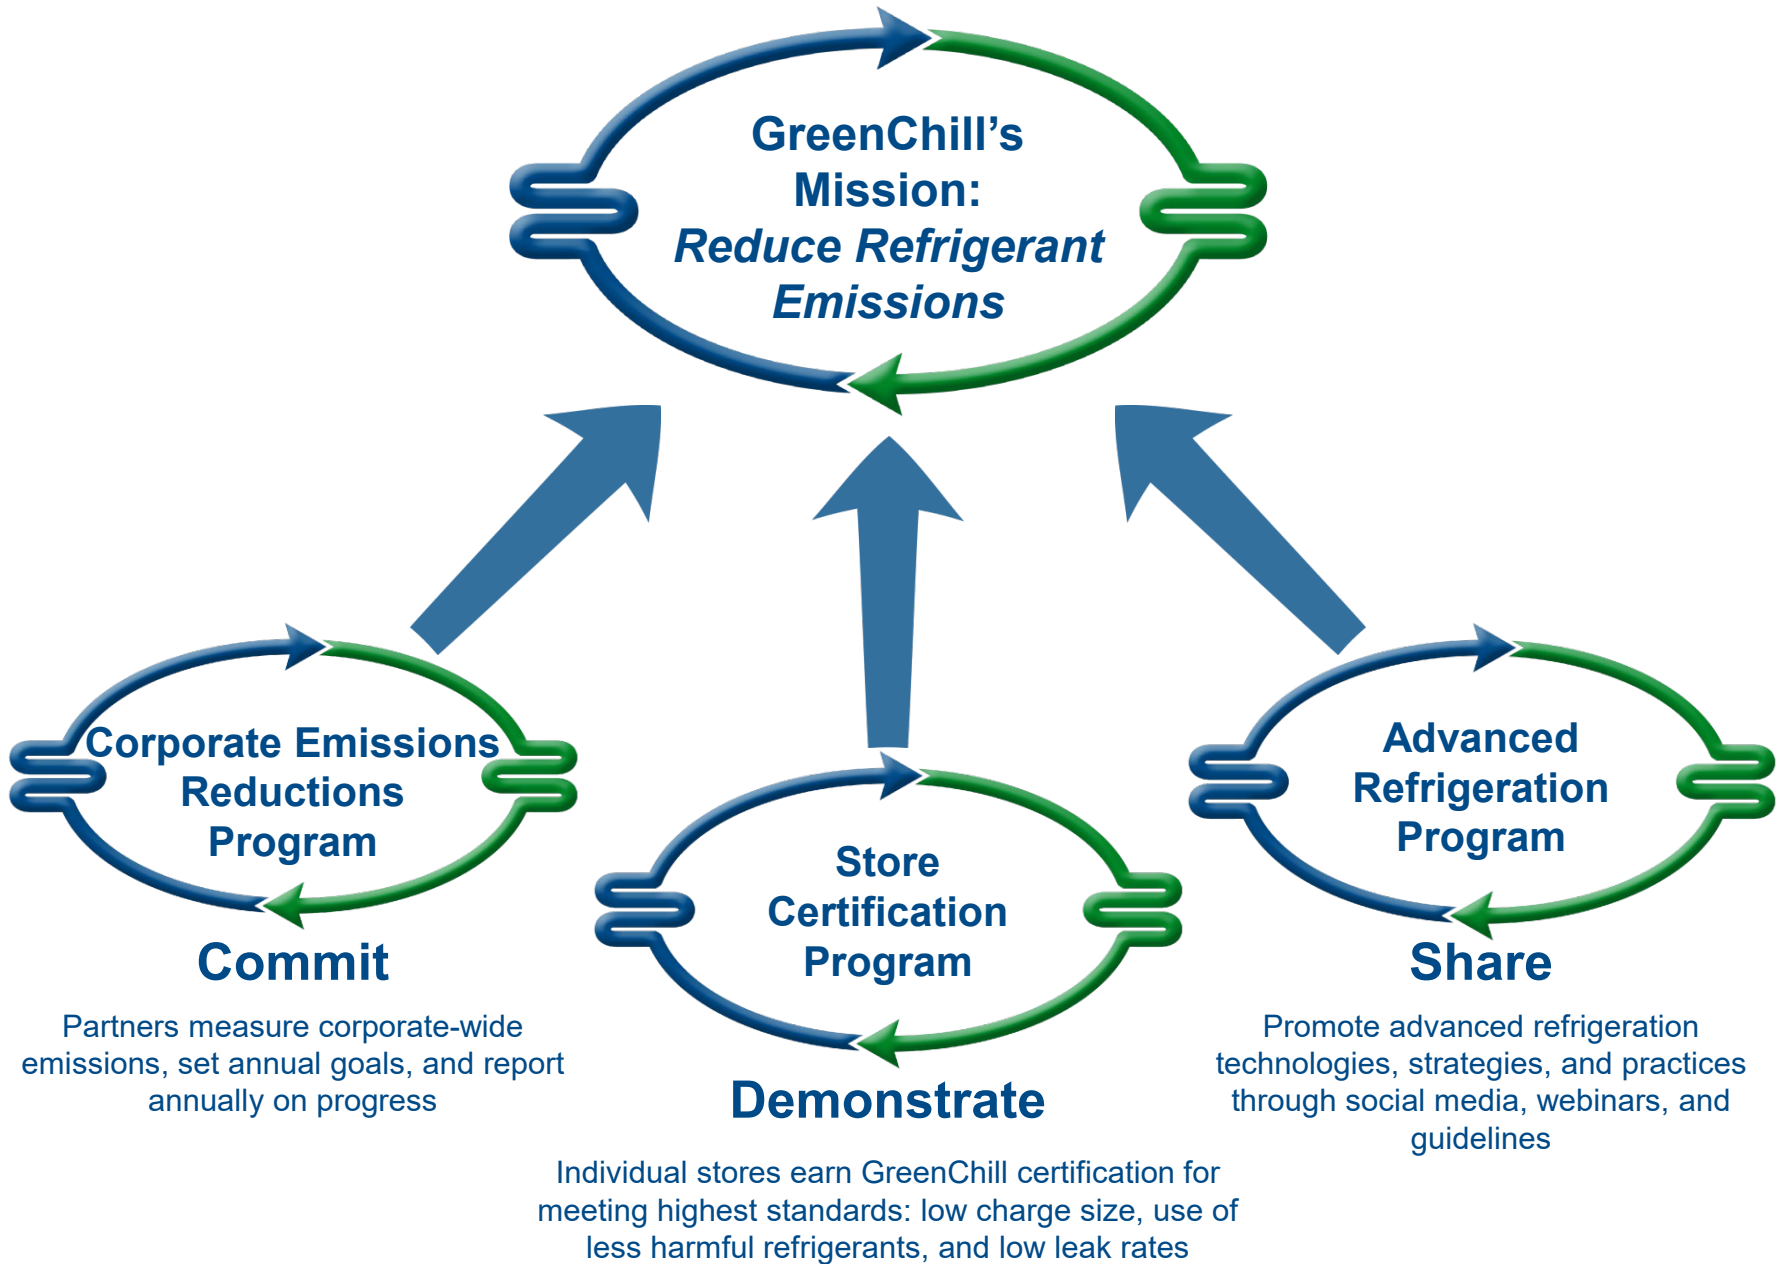 GreenChill’s
Mission:
Reduce Refrigerant
Emissions
Corporate Emissions
Reductions
Program
Commit
Partners measure corporate-wide
emissions, set annual goals, and report
annually on progress
Store
Certification
Program
Demonstrate
Individual stores earn GreenChill certification for
meeting highest standards: low charge size, use of
less harmful refrigerants, and low leak rates
Advanced
Refrigeration
Program
Share
Promote advanced refrigeration
technologies, strategies, and practices
through social media, webinars, and
guidelines